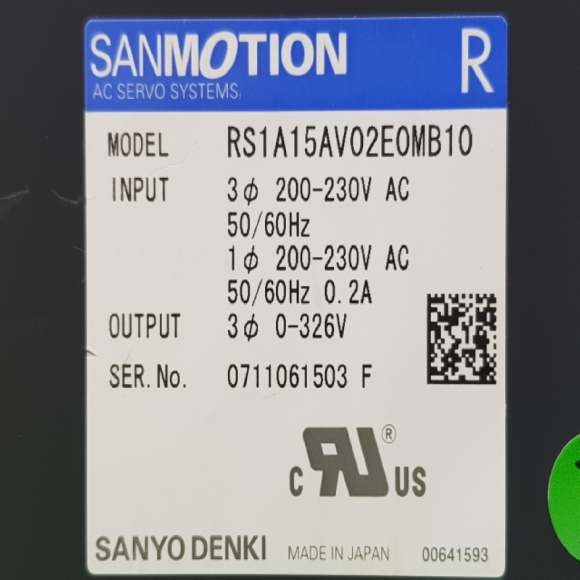 SANMOTION R
AC SERVO SYSTEMS
MODEL RS1A15AV02E0MB10
INPUT 3ϕ 200-230V AC
50/60Hz
1ϕ 200-230V AC
50/60Hz 0.2A
OUTPUT 3ϕ 0-326V
SER.No. 0711061503 F
c RU ® US
SANYO DENKI MADE IN JAPAN 00641593